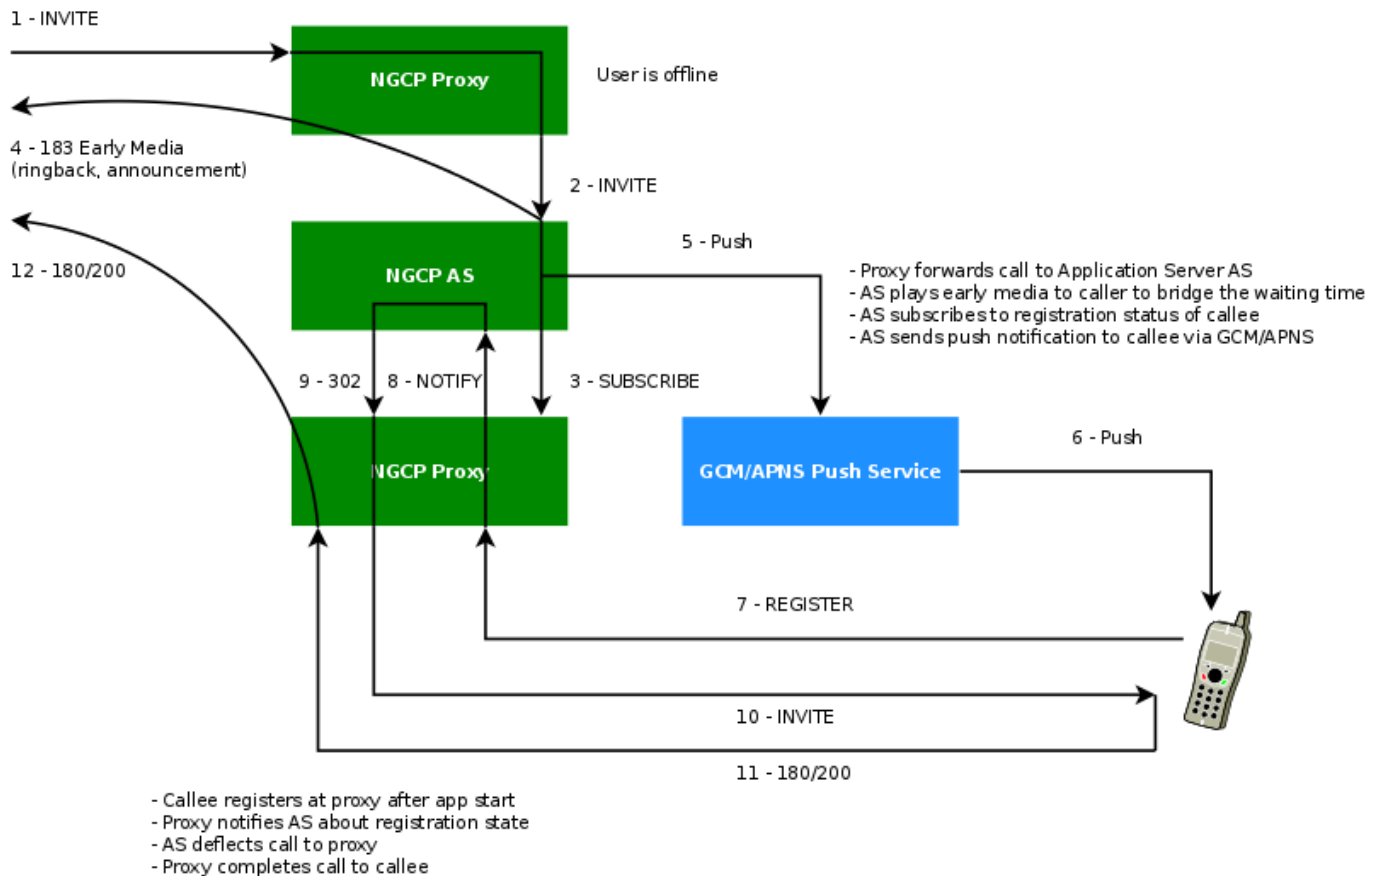 1 - INVITE
NGCP Proxy
User is offline
4 - 183 Early Media
(ringback, announcement)
2 - INVITE
12 - 180/200
NGCP AS
5 - Push
- Proxy forwards call to Application Server AS
- AS plays early media to caller to bridge the waiting time
- AS subscribes to registration status of callee
- AS sends push notification to callee via GCM/APNS
9 - 302
8 - NOTIFY
3 - SUBSCRIBE
NGCP Proxy
GCM/APNS Push Service
6 - Push
7 - REGISTER
10 - INVITE
11 - 180/200
- Callee registers at proxy after app start
- Proxy notifies AS about registration state
- AS deflects call to proxy
- Proxy completes call to callee